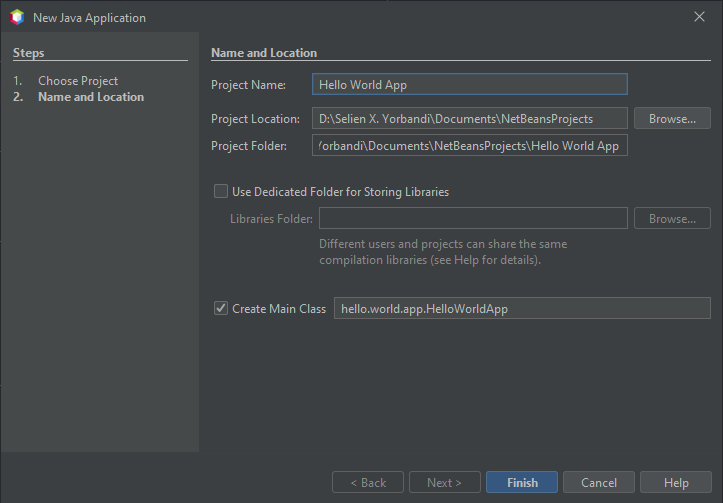 New Java Application
Steps
1. Choose Project
2. Name and Location
Name and Location
Project Name: Hello World App
Project Location: D:\Selien X. Yorbandi\Documents\NetBeansProjects Browse...
Project Folder: Yorbandi\Documents\NetBeansProjects\Hello World App
Use Dedicated Folder for Storing Libraries
Libraries Folder: Browse...
Different users and projects can share the same
compilation libraries (see Help for details).
Create Main Class hello.world.app.HelloWorldApp
< Back Next > Finish Cancel Help